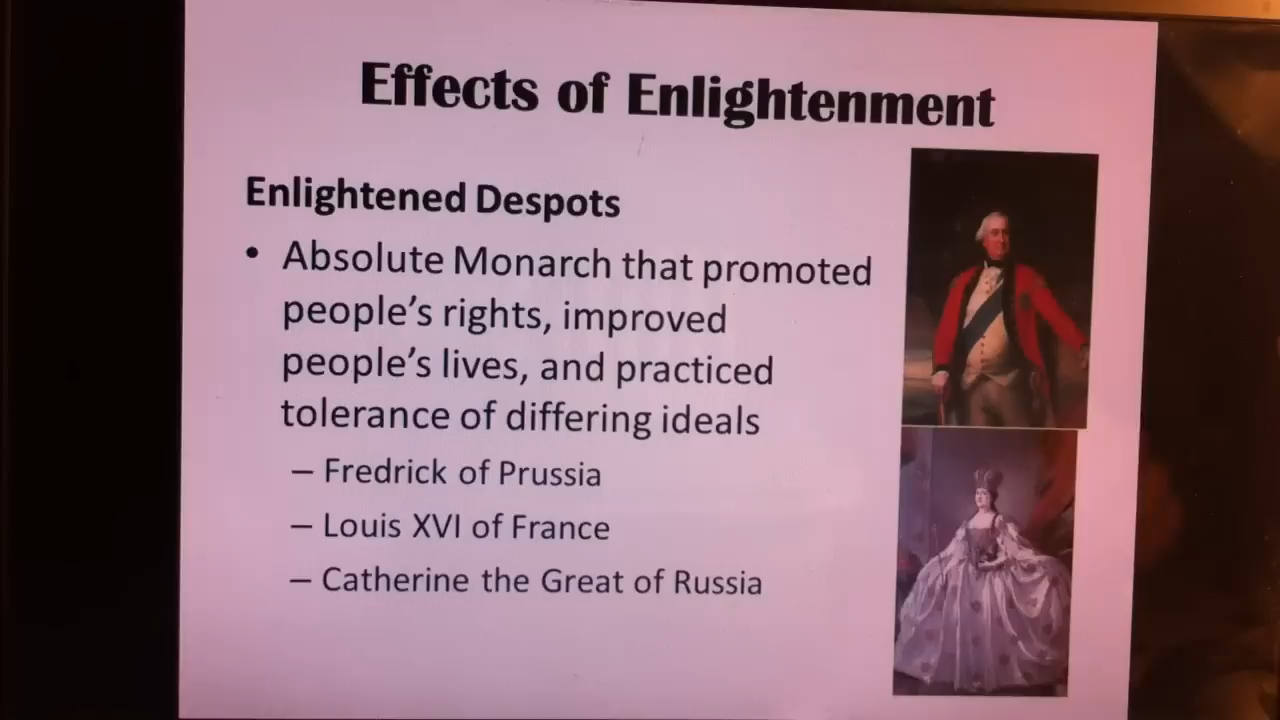 Effects of Enlightenment
Enlightened Despots
• Absolute Monarch that promoted
people's rights, improved
people's lives, and practiced
tolerance of differing ideals
– Fredrick of Prussia
– Louis XVI of France
– Catherine the Great of Russia